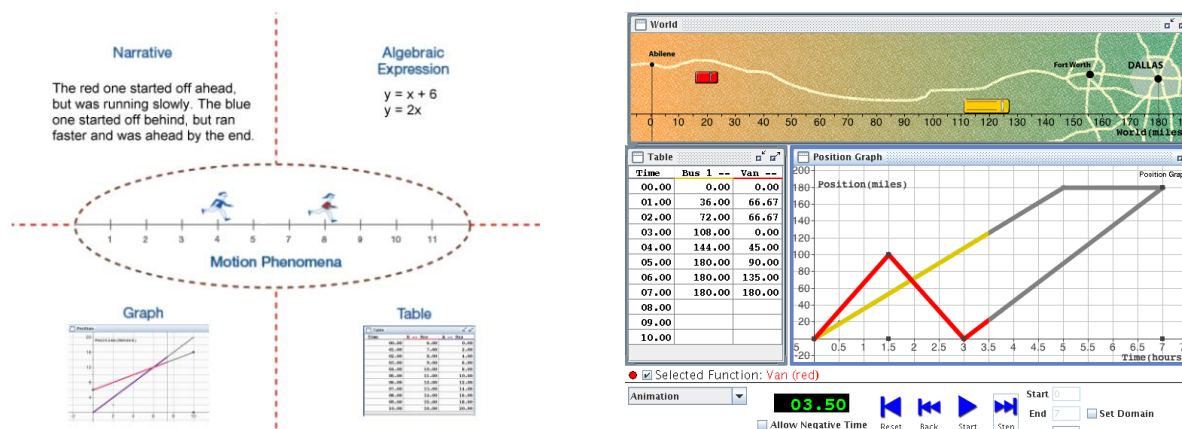 Narrative
The red one started off ahead,
but was running slowly. The blue
one started off behind, but ran
faster and was ahead by the end.
Algebraic
Expression
y = x + 6
y = 2x
1 2 3 4 5 6 7 8 9 10 11
Motion Phenomena
Graph
Position
Table
Table
Time
World
Abilene
Fort Worth
DALLAS
0 10 20 30 40 50 60 70 80 90 100 110 120 130 140 150 160 170 180 190
World(miles
Table
Time Bus 1 -- Van --
00.00 0.00 0.00
01.00 36.00 66.67
02.00 72.00 66.67
03.00 108.00 0.00
04.00 144.00 45.00
05.00 180.00 90.00
06.00 180.00 135.00
07.00 180.00 180.00
08.00
09.00
10.00
Position Graph
Position Grap
Position(miles)
200
180
160
140
120
100
80
60
40
20
-20
5 0.5 1 1.5 2 2.5 3 3.5 4 4.5 5 5.5 6 6.5 7 7
Time(hours
Selected Function: Van (red)
Animation
03.50
Allow Negative Time
Reset Back Start Step
Start 0
End 7
Set Domain